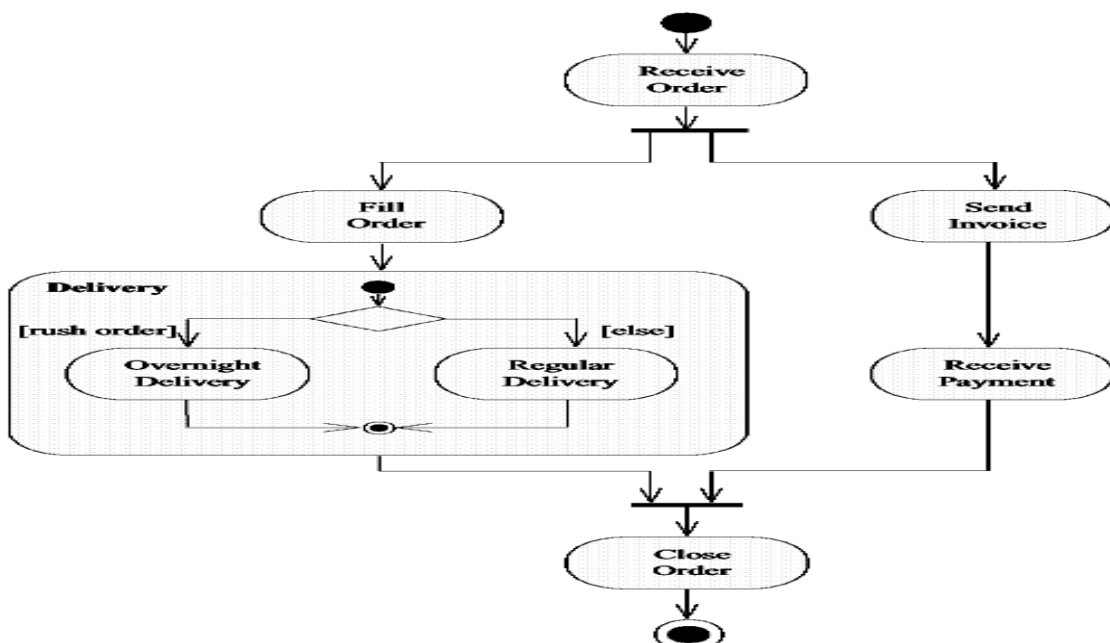 Receive
Order
Fill
Order
Send
Invoice
Delivery
[rush order]
[else]
Overnight
Delivery
Regular
Delivery
Receive
Payment
Close
Order